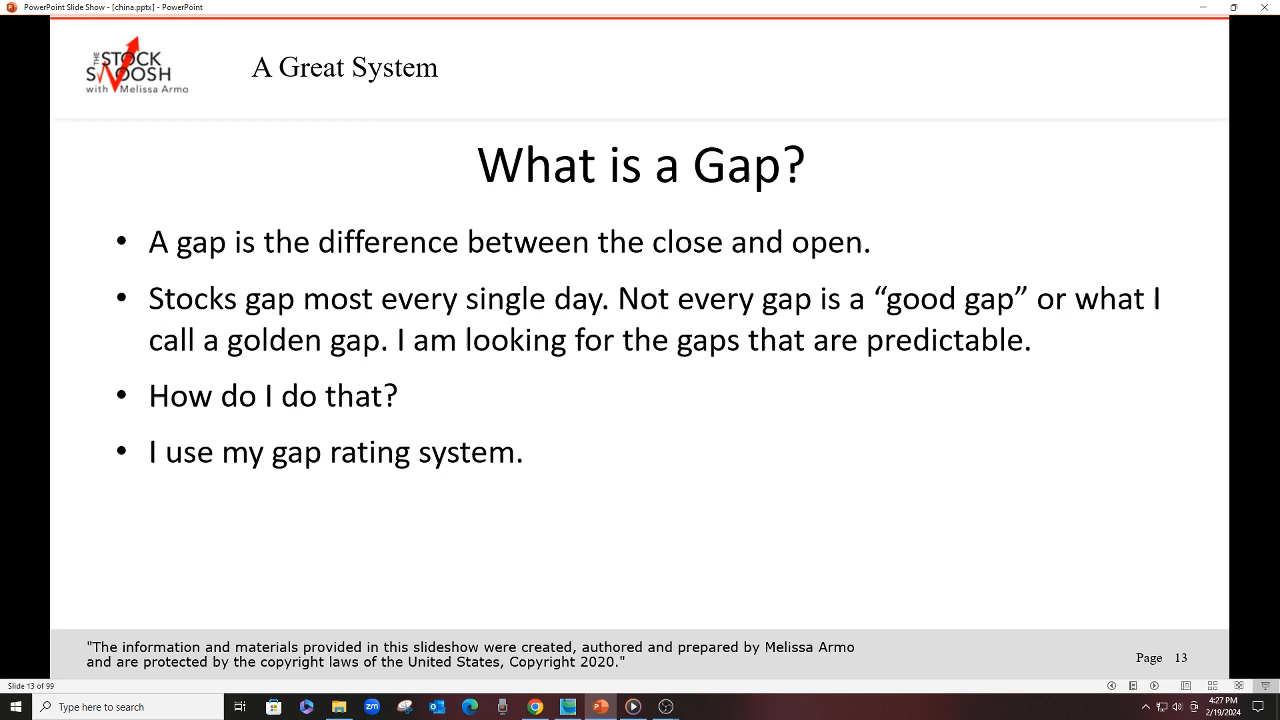 PowerPoint Slide Show - [china.pptx] - PowerPoint
THE
STOCK
SWOOSH
with Melissa Armo
A Great System
What is a Gap?
• A gap is the difference between the close and open.
• Stocks gap most every single day. Not every gap is a “good gap” or what I
call a golden gap. I am looking for the gaps that are predictable.
• How do I do that?
• I use my gap rating system.
"The information and materials provided in this slideshow were created, authored and prepared by Melissa Armo
and are protected by the copyright laws of the United States, Copyright 2020."
Page 13
Slide 13 of 99
Type here to search
4:27 PM
2/19/2024